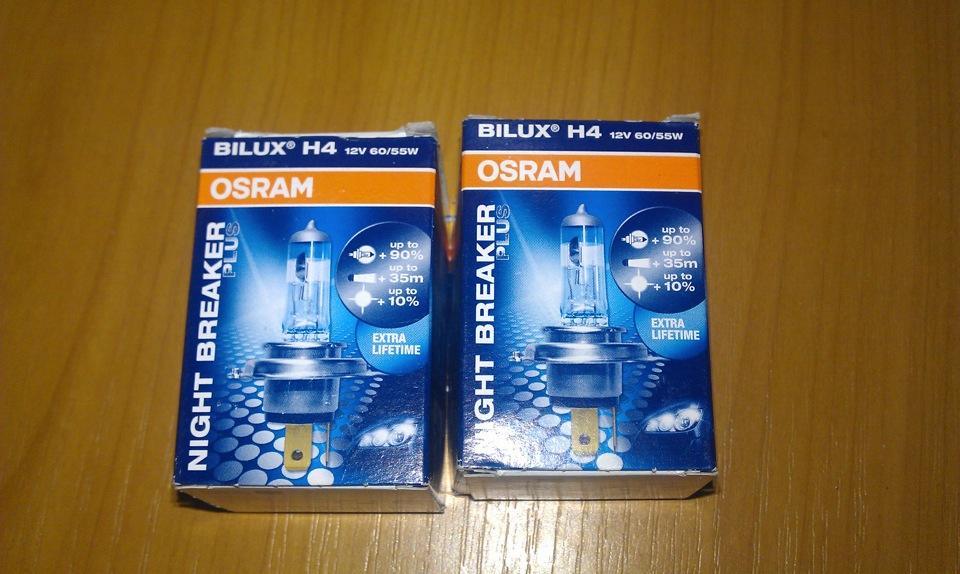 BILUX® H4 12V 60/55W
OSRAM
NIGHT BREAKER
PLUS
up to
+ 90%
up to
+ 35m
up to
+ 10%
EXTRA
LIFETIME
BILUX® H4 12V 60/55W
OSRAM
NIGHT BREAKER
PLUS
up to
+ 90%
up to
+ 35m
up to
+ 10%
EXTRA
LIFETIME